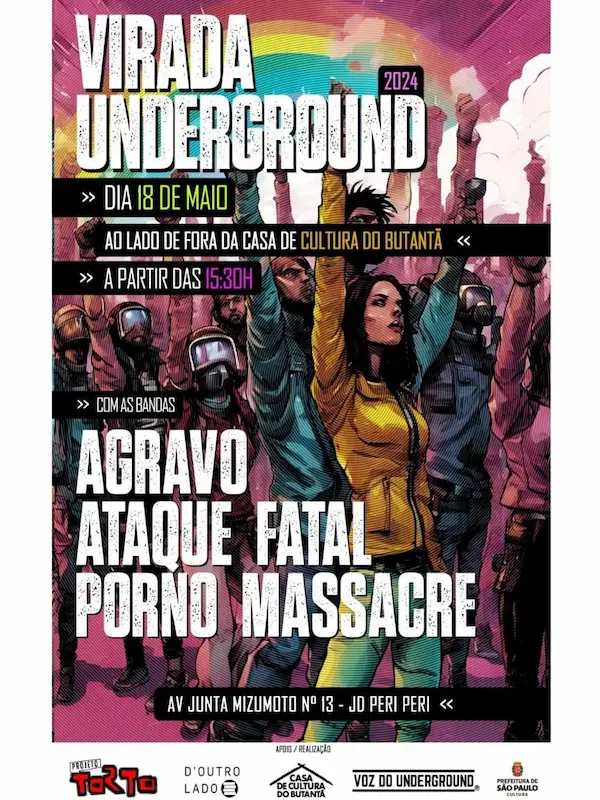 VIRADA
2024
UNDERGROUND
>> DIA 18 DE MAIO
AO LADO DE FORA DA CASA DE CULTURA DO BUTANTÃ <<
>> A PARTIR DAS 15:30H
>> COM AS BANDAS
AGRAVO
ATAQUE FATAL
PORNO MASSACRE
AV JUNTA MIZUMOTO Nº 13 - JD PERI PERI <<
APOIO / REALIZAÇÃO
PROJETO
TORTO
D'OUTRO
LADO
CASA
DE CULTURA
DO BUTANTÃ
VOZ DO UNDERGROUND
PREFEITURA DE
SÃO PAULO
CULTURA